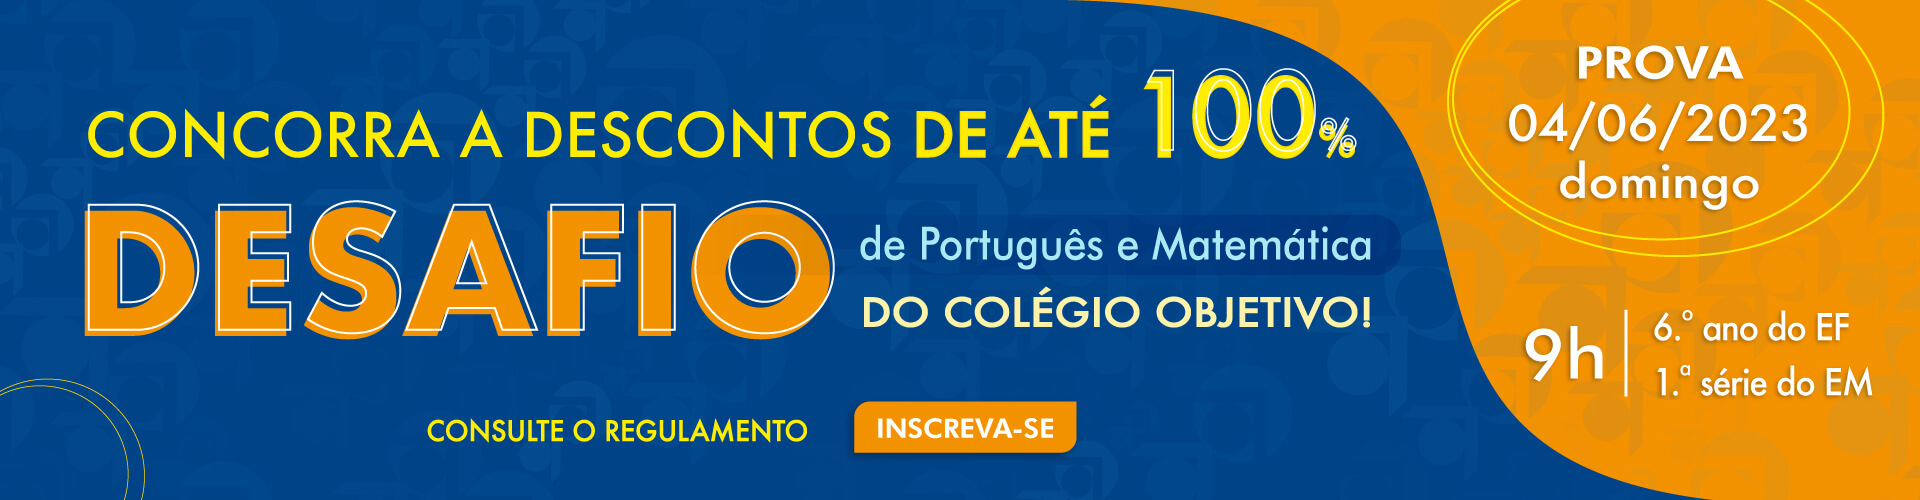 CONCORRA A DESCONTOS DE ATÉ 100%
DESAFIO
de Português e Matemática
DO COLÉGIO OBJETIVO!
CONSULTE O REGULAMENTO
INSCREVA-SE
PROVA
04/06/2023
domingo
9h
6.º ano do EF
1.ª série do EM